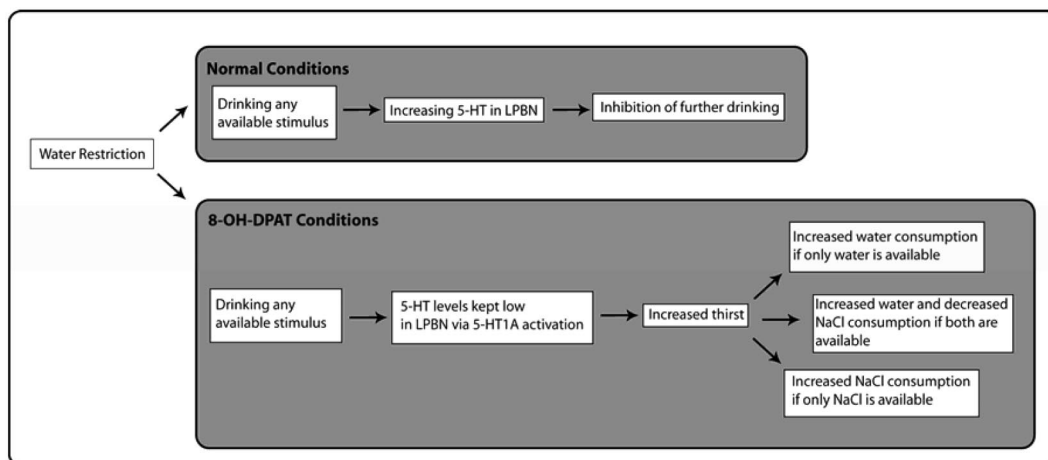 Normal Conditions
Drinking any
available stimulus
Increasing 5-HT in LPBN
Inhibition of further drinking
Water Restriction
8-OH-DPAT Conditions
Increased water consumption
if only water is available
Drinking any
available stimulus
5-HT levels kept low
in LPBN via 5-HT1A activation
Increased thirst
Increased water and decreased
NaCl consumption if both are
available
Increased NaCl consumption
if only NaCl is available